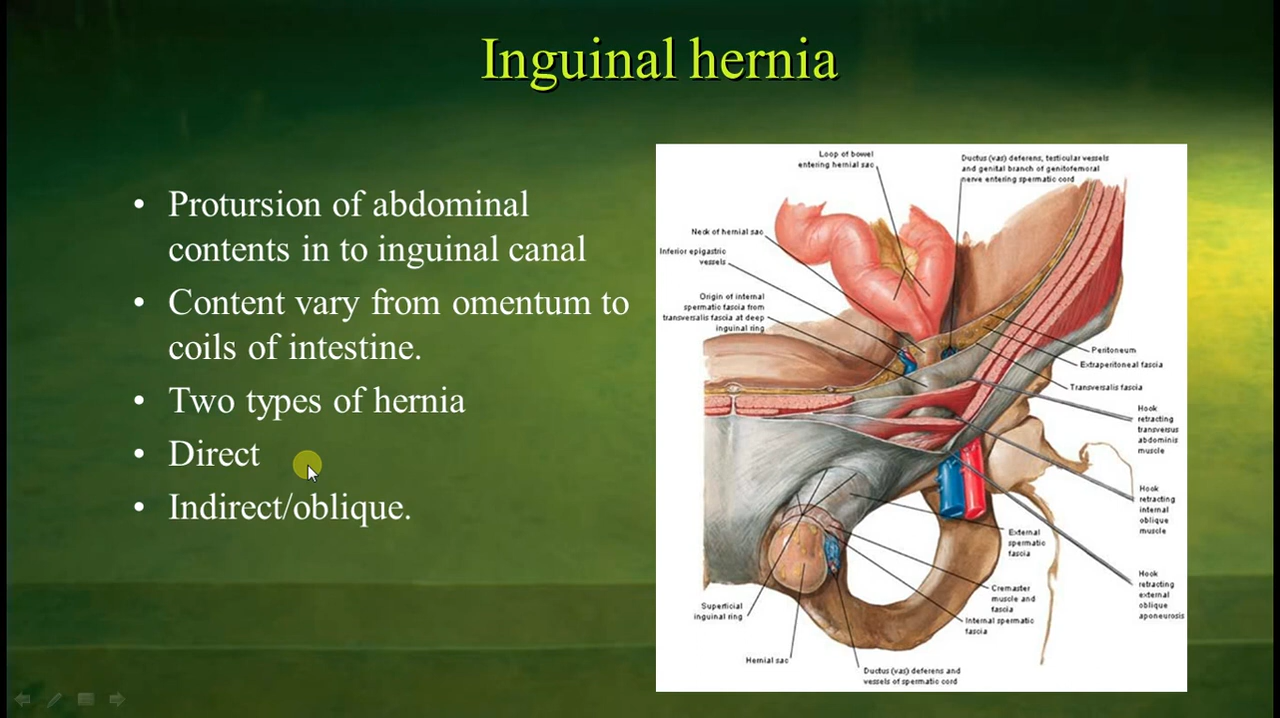 Inguinal hernia
• Protursion of abdominal
contents in to inguinal canal
• Content vary from omentum to
coils of intestine.
• Two types of hernia
• Direct
• Indirect/oblique.
Loop of bowel
entering hernial sac
Ductus (vas) deferens, testicular vessels
and genital branch of genitofemoral
nerve entering spermatic cord
Neck of hernial sac
Inferior epigastric
vessels
Origin of internal
spermatic fascia from
transversalis fascia at deep
inguinal ring
Peritoneum
Extraperitoneal fascia
Transversalis fascia
Hook
retracting
transversus
abdominis
muscle
Hook
retracting
internal
oblique
muscle
External
spermatic
fascia
Hook
retracting
external
oblique
aponeurosis
Cremaster
muscle and
fascia
Internal spermatic
fascia
Superficial
inguinal ring
Hernial sac
Ductus (vas) deferens and
vessels of spermatic cord